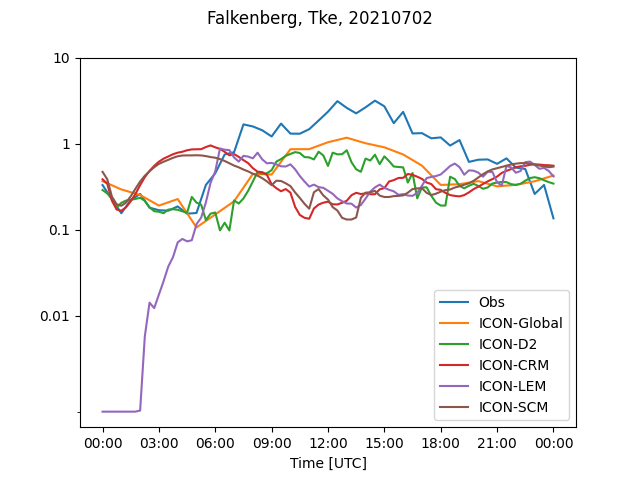 Falkenberg, Tke, 20210702
10
1
0.1
0.01
00:00 03:00 06:00 09:00 12:00 15:00 18:00 21:00 00:00
Time [UTC]
Obs
ICON-Global
ICON-D2
ICON-CRM
ICON-LEM
ICON-SCM